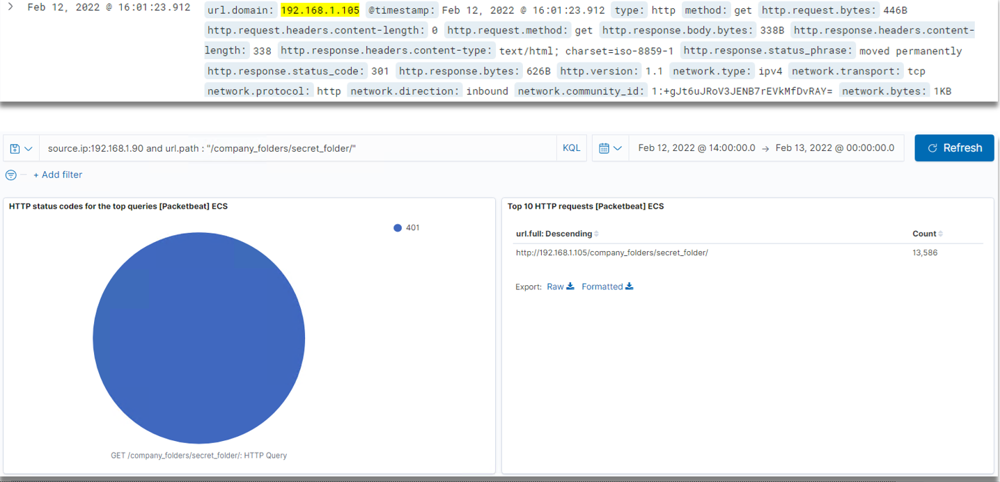 Feb 12, 2022 @ 16:01:23.912 url.domain: 192.168.1.105 @timestamp: Feb 12, 2022 @ 16:01:23.912 type: http method: get http.request.bytes: 446B
http.request.headers.content-length: 0 http.request.method: get http.response.body.bytes: 338B http.response.headers.content-
length: 338 http.response.headers.content-type: text/html; charset=iso-8859-1 http.response.status_phrase: moved permanently
http.response.status_code: 301 http.response.bytes: 626B http.version: 1.1 network.type: ipv4 network.transport: tcp
network.protocol: http network.direction: inbound network.community_id: 1:+gJt6uJRoV3JENB7rEVkMfDvRAY= network.bytes: 1KB
source.ip:192.168.1.90 and url.path : "/company_folders/secret_folder/" KQL Feb 12, 2022 @ 14:00:00.0 → Feb 13, 2022 @ 00:00:00.0 Refresh
+ Add filter
HTTP status codes for the top queries [Packetbeat] ECS
401
GET /company_folders/secret_folder/: HTTP Query
Top 10 HTTP requests [Packetbeat] ECS
url.full: Descending Count
http://192.168.1.105/company_folders/secret_folder/ 13,586
Export: Raw Formatted